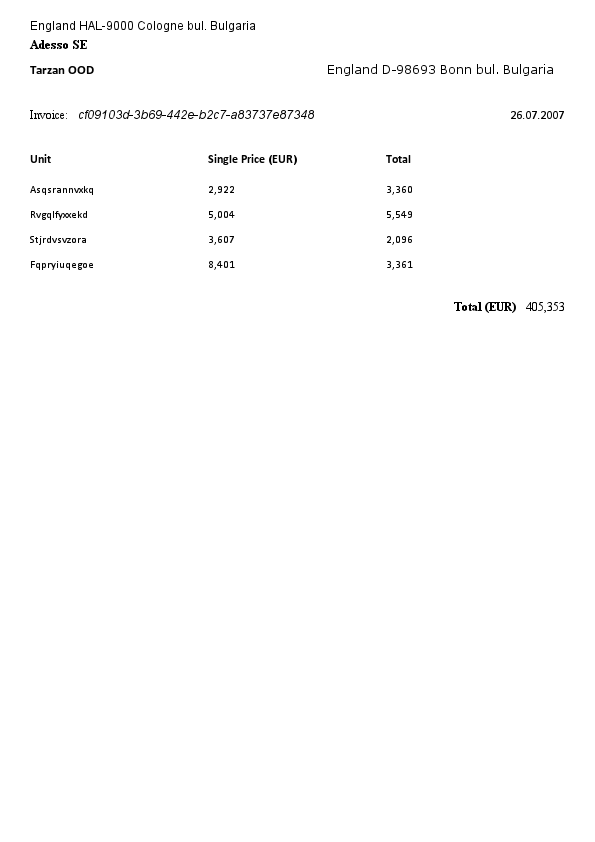 England HAL-9000 Cologne bul. Bulgaria
Adesso SE
Tarzan OOD England D-98693 Bonn bul. Bulgaria
Invoice: cf09103d-3b69-442e-b2c7-a83737e87348 26.07.2007
Unit Single Price (EUR) Total
Asqsrannvxkq 2,922 3,360
Rvgqlfyxxekd 5,004 5,549
Stjrdvsvzora 3,607 2,096
Fqpryiuqegoe 8,401 3,361
Total (EUR) 405,353